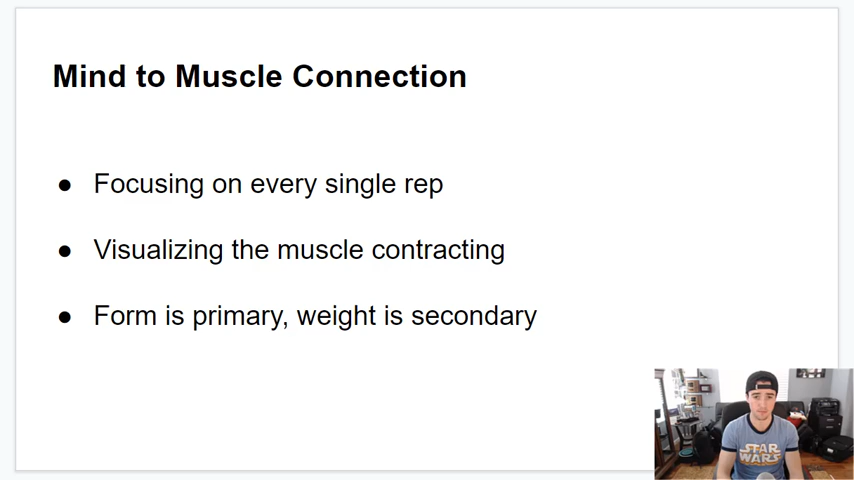 Mind to Muscle Connection
● Focusing on every single rep
● Visualizing the muscle contracting
● Form is primary, weight is secondary
STAR
WARS